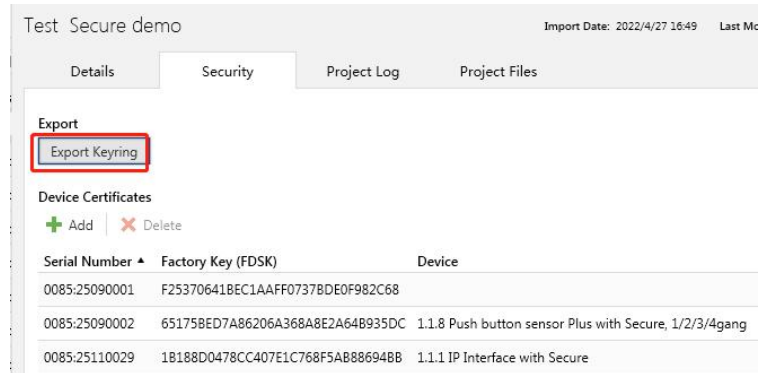 Test Secure demo Import Date: 2022/4/27 16:49 Last Mo
Details Security Project Log Project Files
Export
Export Keyring
Device Certificates
Add Delete
Serial Number Factory Key (FDSK) Device
0085:25090001 F25370641BEC1AAFF0737BDE0F982C68
0085:25090002 65175BED7A86206A368A8E2A64B935DC 1.1.8 Push button sensor Plus with Secure, 1/2/3/4gang
0085:25110029 1B188D0478CC407E1C768F5AB88694BB 1.1.1 IP Interface with Secure